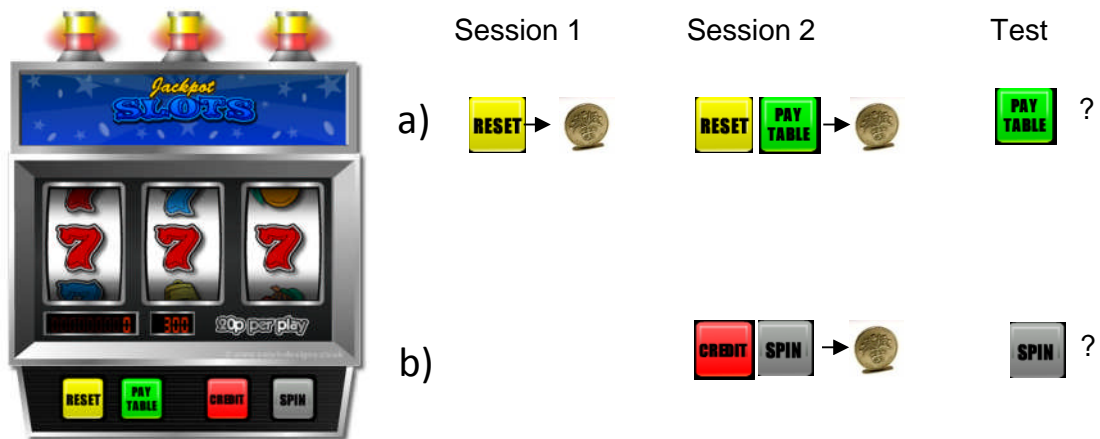 Session 1
Session 2
Test
Jackpot
SLOTS
a)
RESET
RESET
PAY
TABLE
PAY
TABLE
?
0
300
20p per play
b)
CREDIT
SPIN
SPIN
?
RESET
PAY
TABLE
CREDIT
SPIN